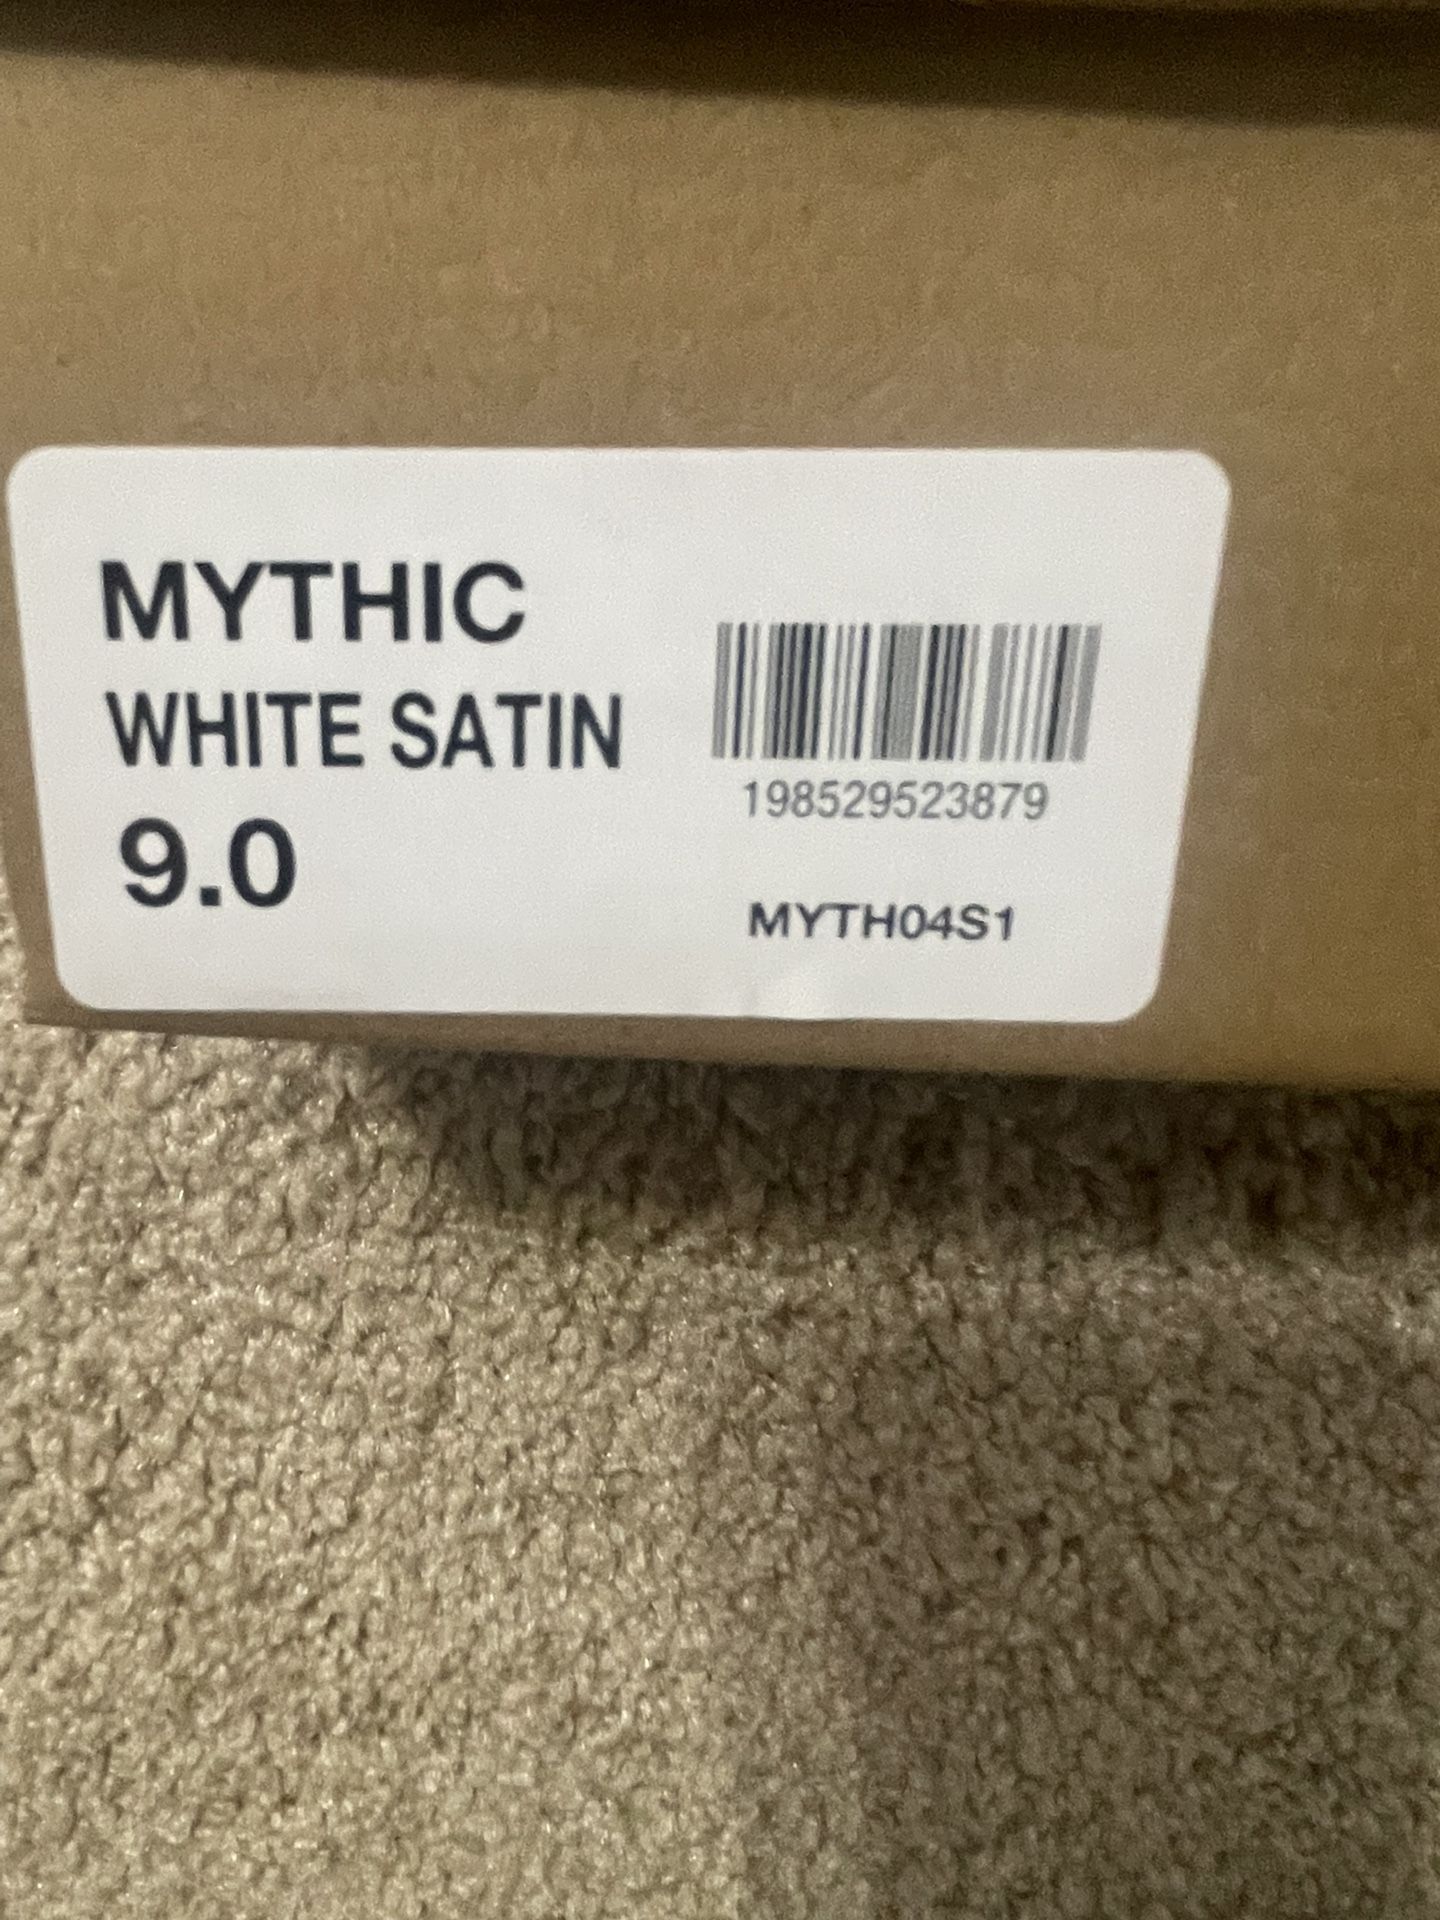 MYTHIC
WHITE SATIN
9.0
198529523879
MYTH04S1